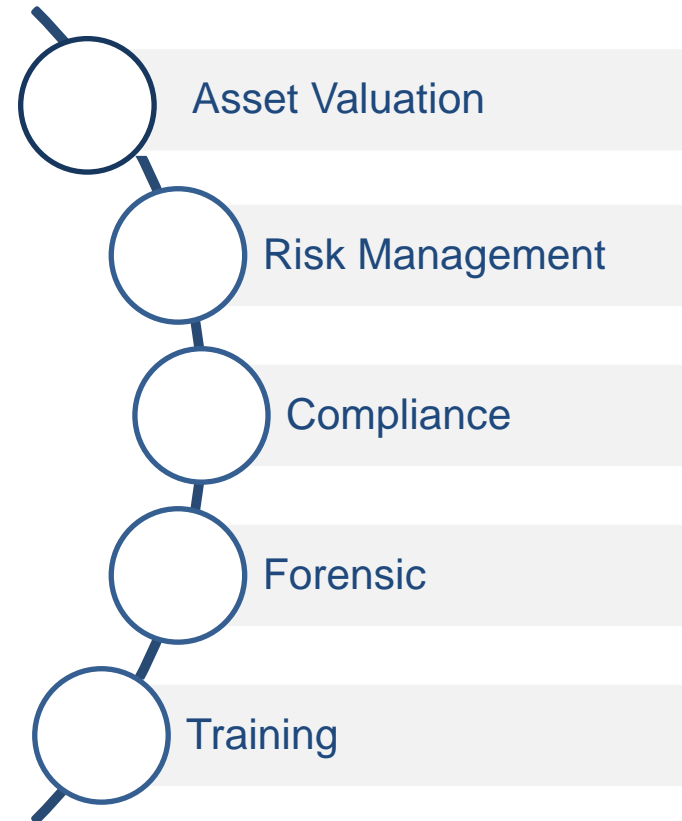 Asset Valuation
Risk Management
Compliance
Forensic
Training